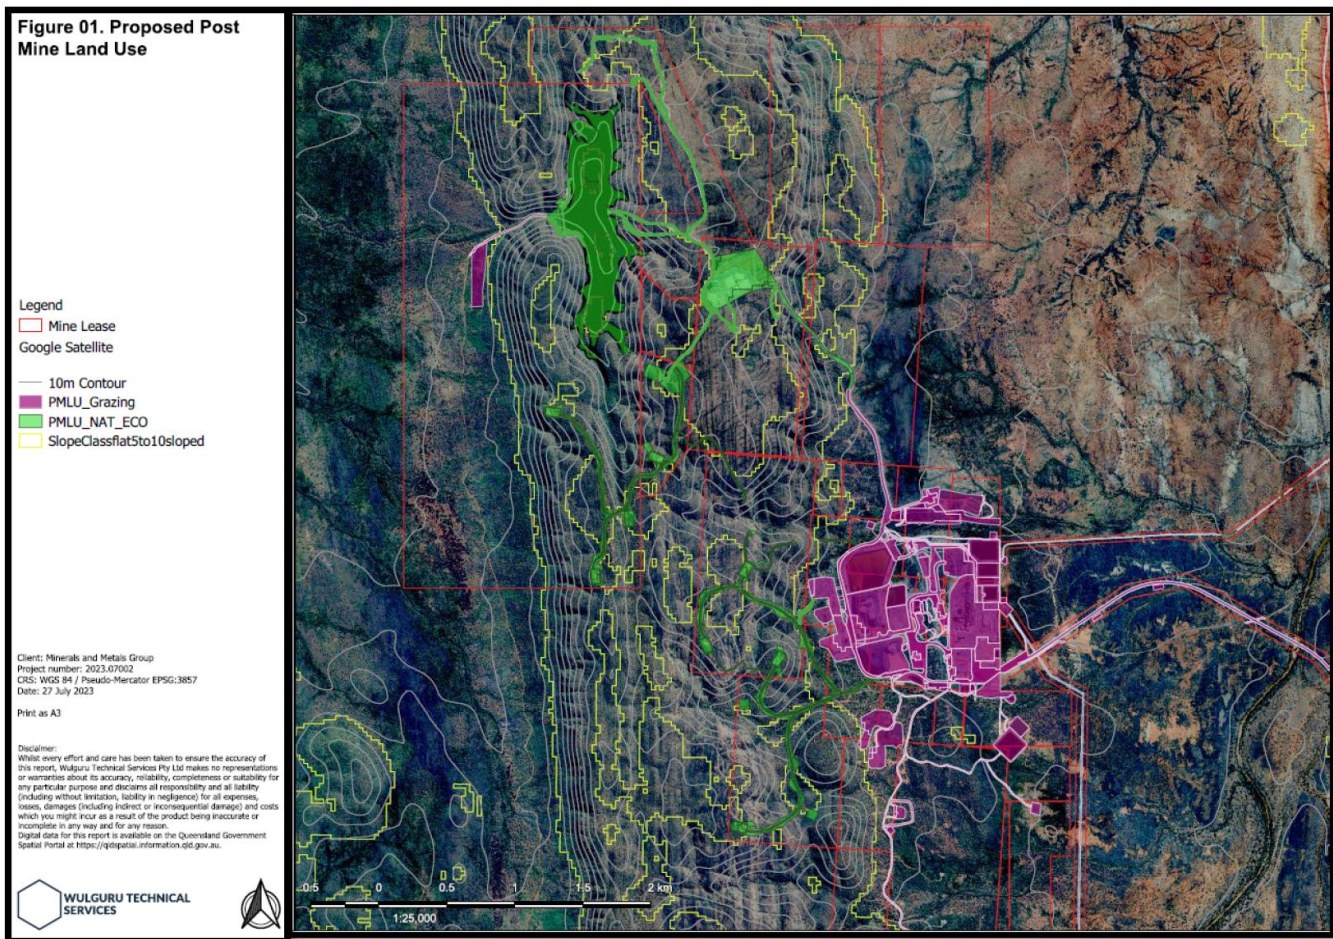 Figure 01. Proposed Post
Mine Land Use
Legend
Mine Lease
Google Satellite
10m Contour
PMLU_Grazing
PMLU_NAT_ECO
SlopeClassflat5to10sloped
Client: Minerals and Metals Group
Project number: 2023.07002
CRS: WGS 84 / Pseudo-Mercator EPSG:3857
Date: 27 July 2023
Print as A3
Disclaimer:
Whilst every effort and care has been taken to ensure the accuracy of
this report, Wulguru Technical Services Pty Ltd makes no representations
or warranties about its accuracy, reliability, completeness or suitability for
any particular purpose and disclaims all responsibility and all liability
(including without limitation, liability in negligence) for all expenses,
losses, damages (including indirect or inconsequential damage) and costs
which you might incur as a result of the product being inaccurate or
incomplete in any way and for any reason.
Digital data for this report is available on the Queensland Government
Spatial Portal at https://qldspatial.information.qld.gov.au.
WULGURU TECHNICAL
SERVICES
0.5 0 0.5 1 1.5 2 km
1:25,000